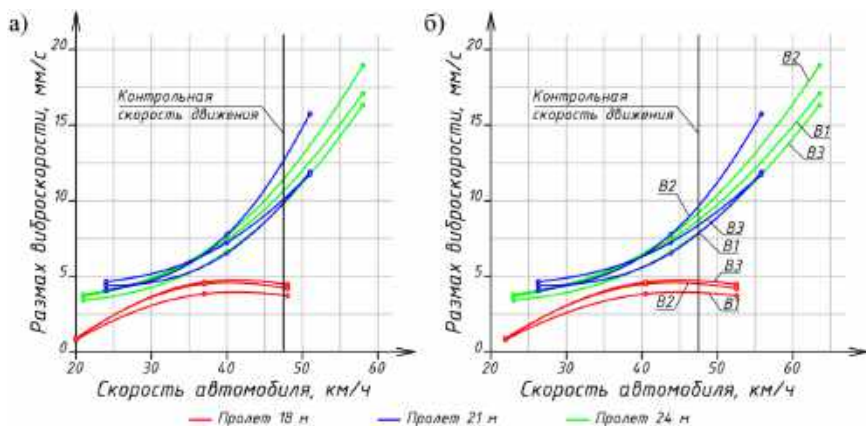 а)
Размах виброскорости, мм/с
20
15
10
5
0
Контрольная
скорость движения
20 30 40 50 60
Скорость автомобиля, км/ч
б)
Размах виброскорости, мм/с
20
15
10
5
0
Контрольная
скорость движения
В2
В1
В3
В2
В3
В1
В3
В2
В1
22 30 40 50 60
Скорость автомобиля, км/ч
Пролет 18 м Пролет 21 м Пролет 24 м